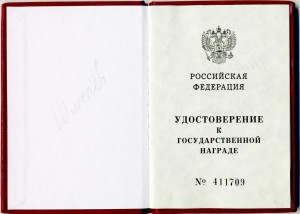 РОССИЙСКАЯ
ФЕДЕРАЦИЯ
УДОСТОВЕРЕНИЕ
К
ГОСУДАРСТВЕННОЙ
НАГРАДЕ
№ 411709